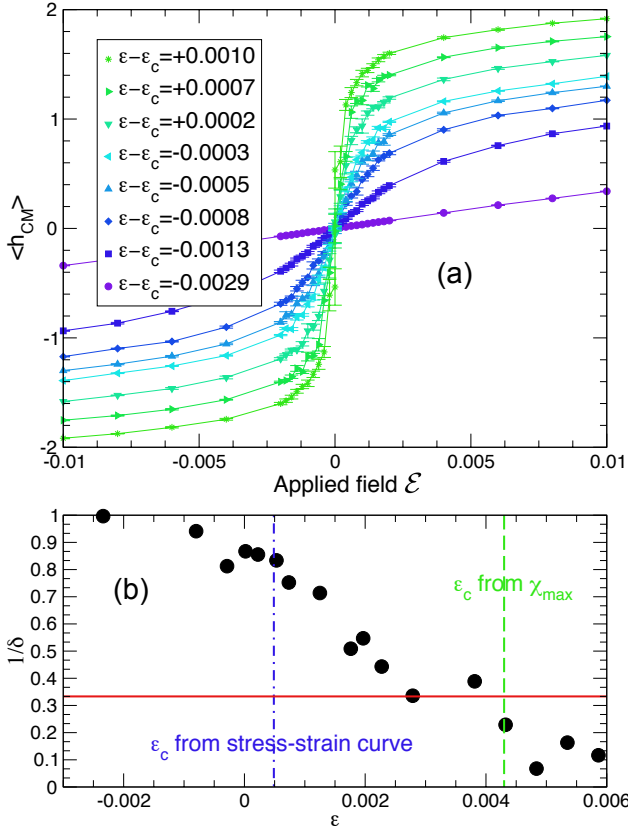 2
1
0
-1
-2
<h_CM>
ε−ε_c=+0.0010
ε−ε_c=+0.0007
ε−ε_c=+0.0002
ε−ε_c=-0.0003
ε−ε_c=-0.0005
ε−ε_c=-0.0008
ε−ε_c=-0.0013
ε−ε_c=-0.0029
(a)
-0.01 -0.005 0 0.005 0.01
Applied field ℰ
1
0.9
0.8
0.7
0.6
0.5
0.4
0.3
0.2
0.1
0
1/δ
(b)
ε_c from χ_max
ε_c from stress-strain curve
-0.002 0 0.002 0.004 0.006
ε